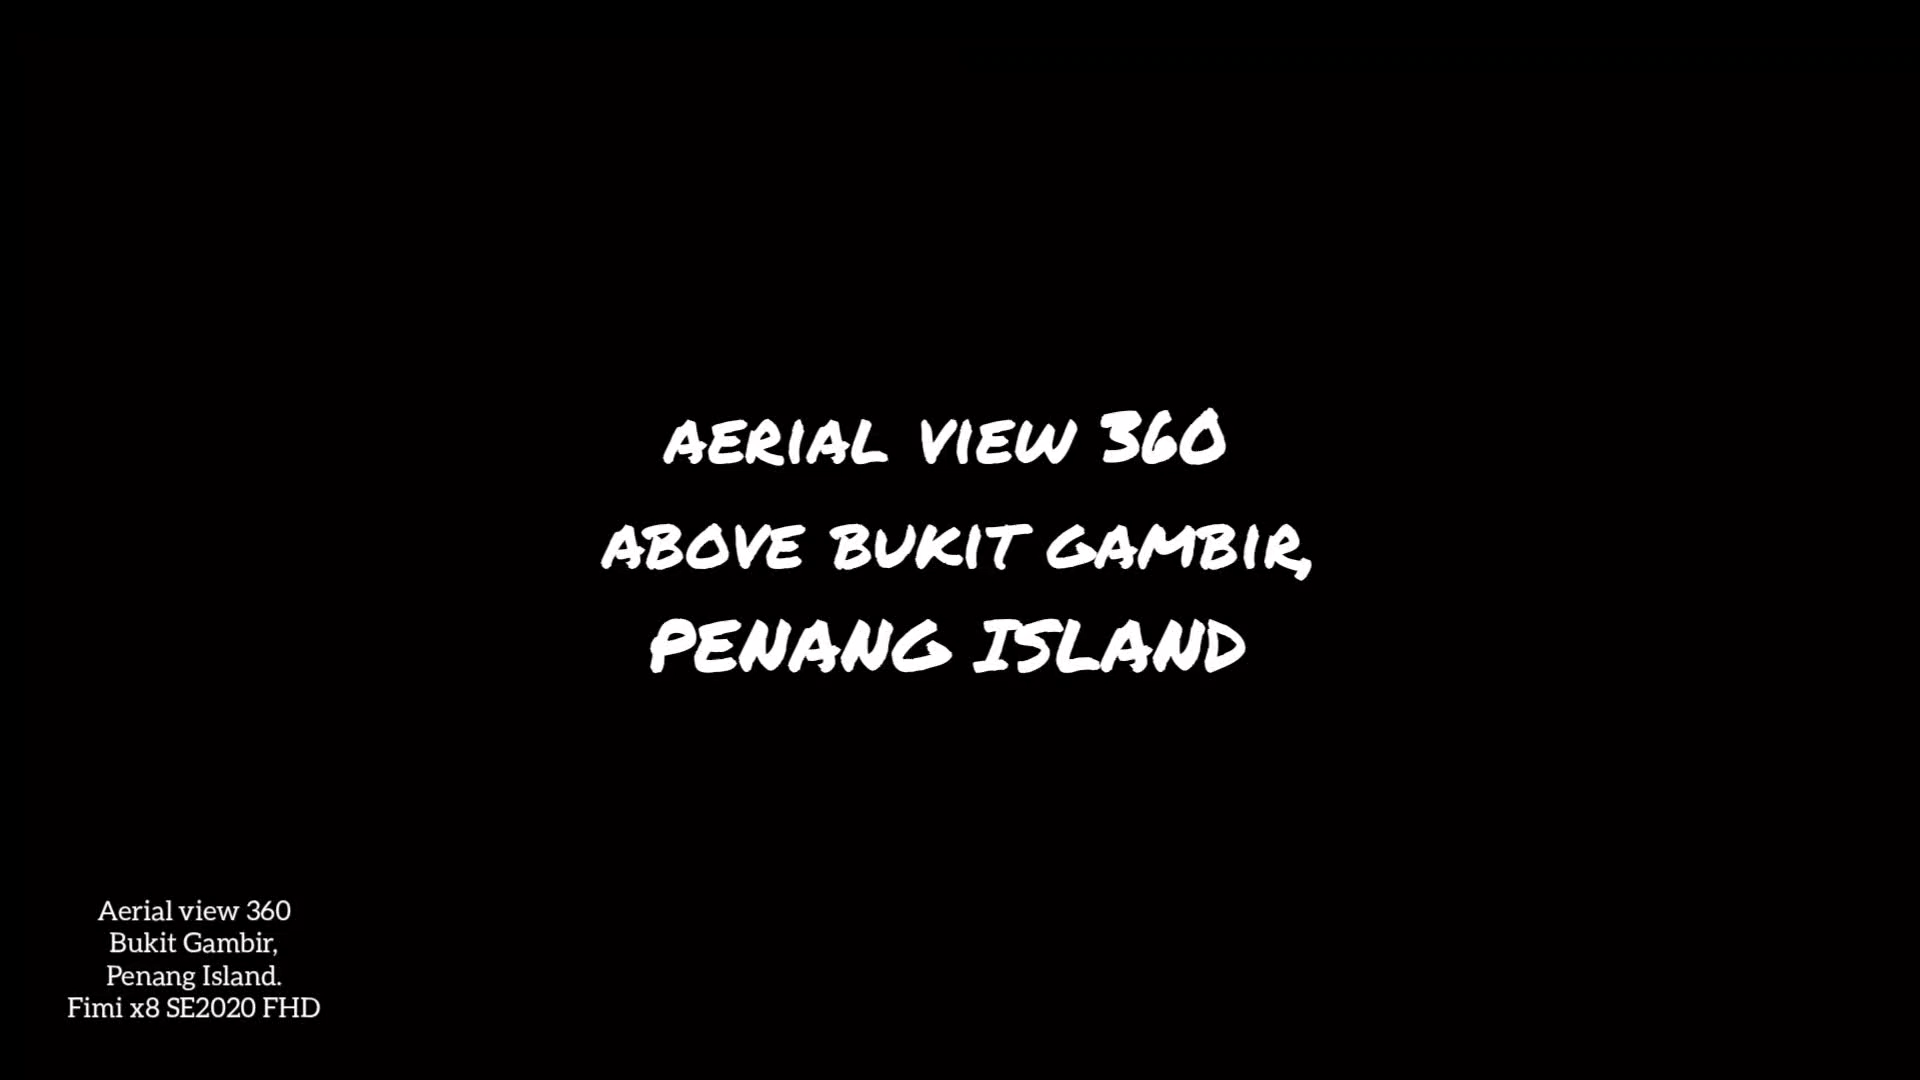 AERIAL VIEW 360
ABOVE BUKIT GAMBIR,
PENANG ISLAND
Aerial view 360
Bukit Gambir,
Penang Island.
Fimi x8 SE2020 FHD